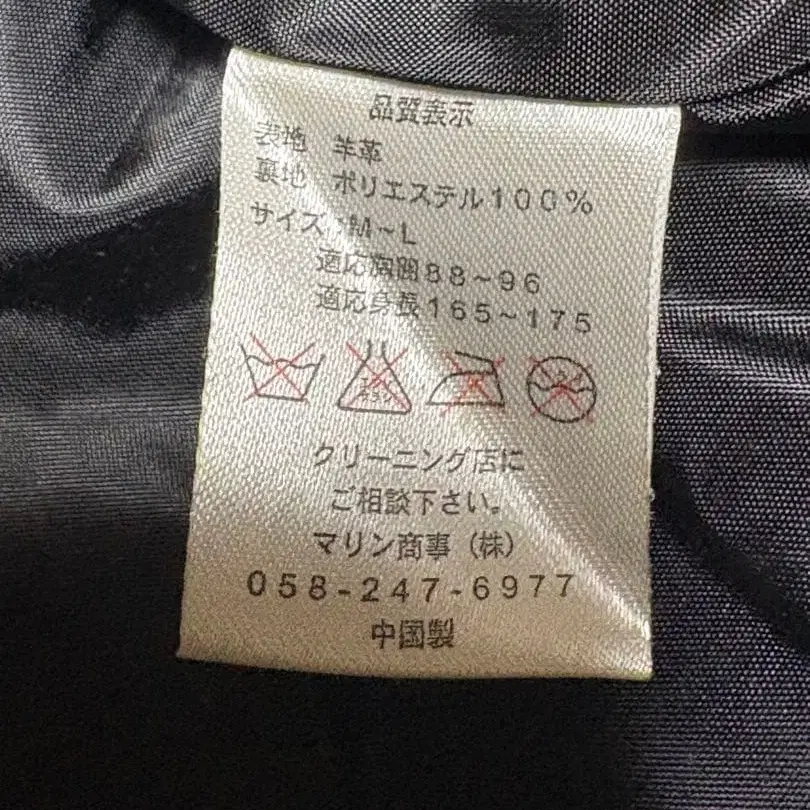 品質表示
表地 羊革
裏地 ポリエステル100%
サイズ M~L
適応胸囲88~96
適応身長165~175
クリーニング店に
ご相談下さい。
マリン商事(株)
058-247-6977
中国製